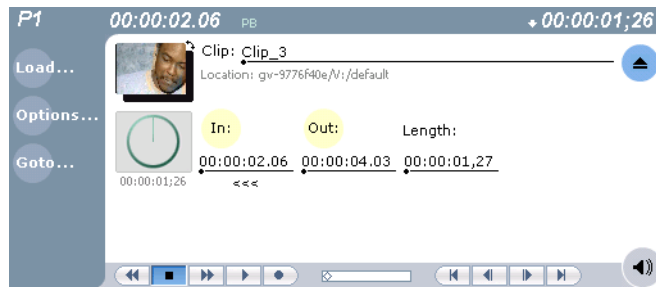 P1 00:00:02.06 PB 00:00:01;26
Load...
Options...
Goto...
Clip: Clip_3
Location: gv-9776f40e/V:/default
In: Out: Length:
00:00:02.06 00:00:04.03 00:00:01,27
00:00:01;26 <<<